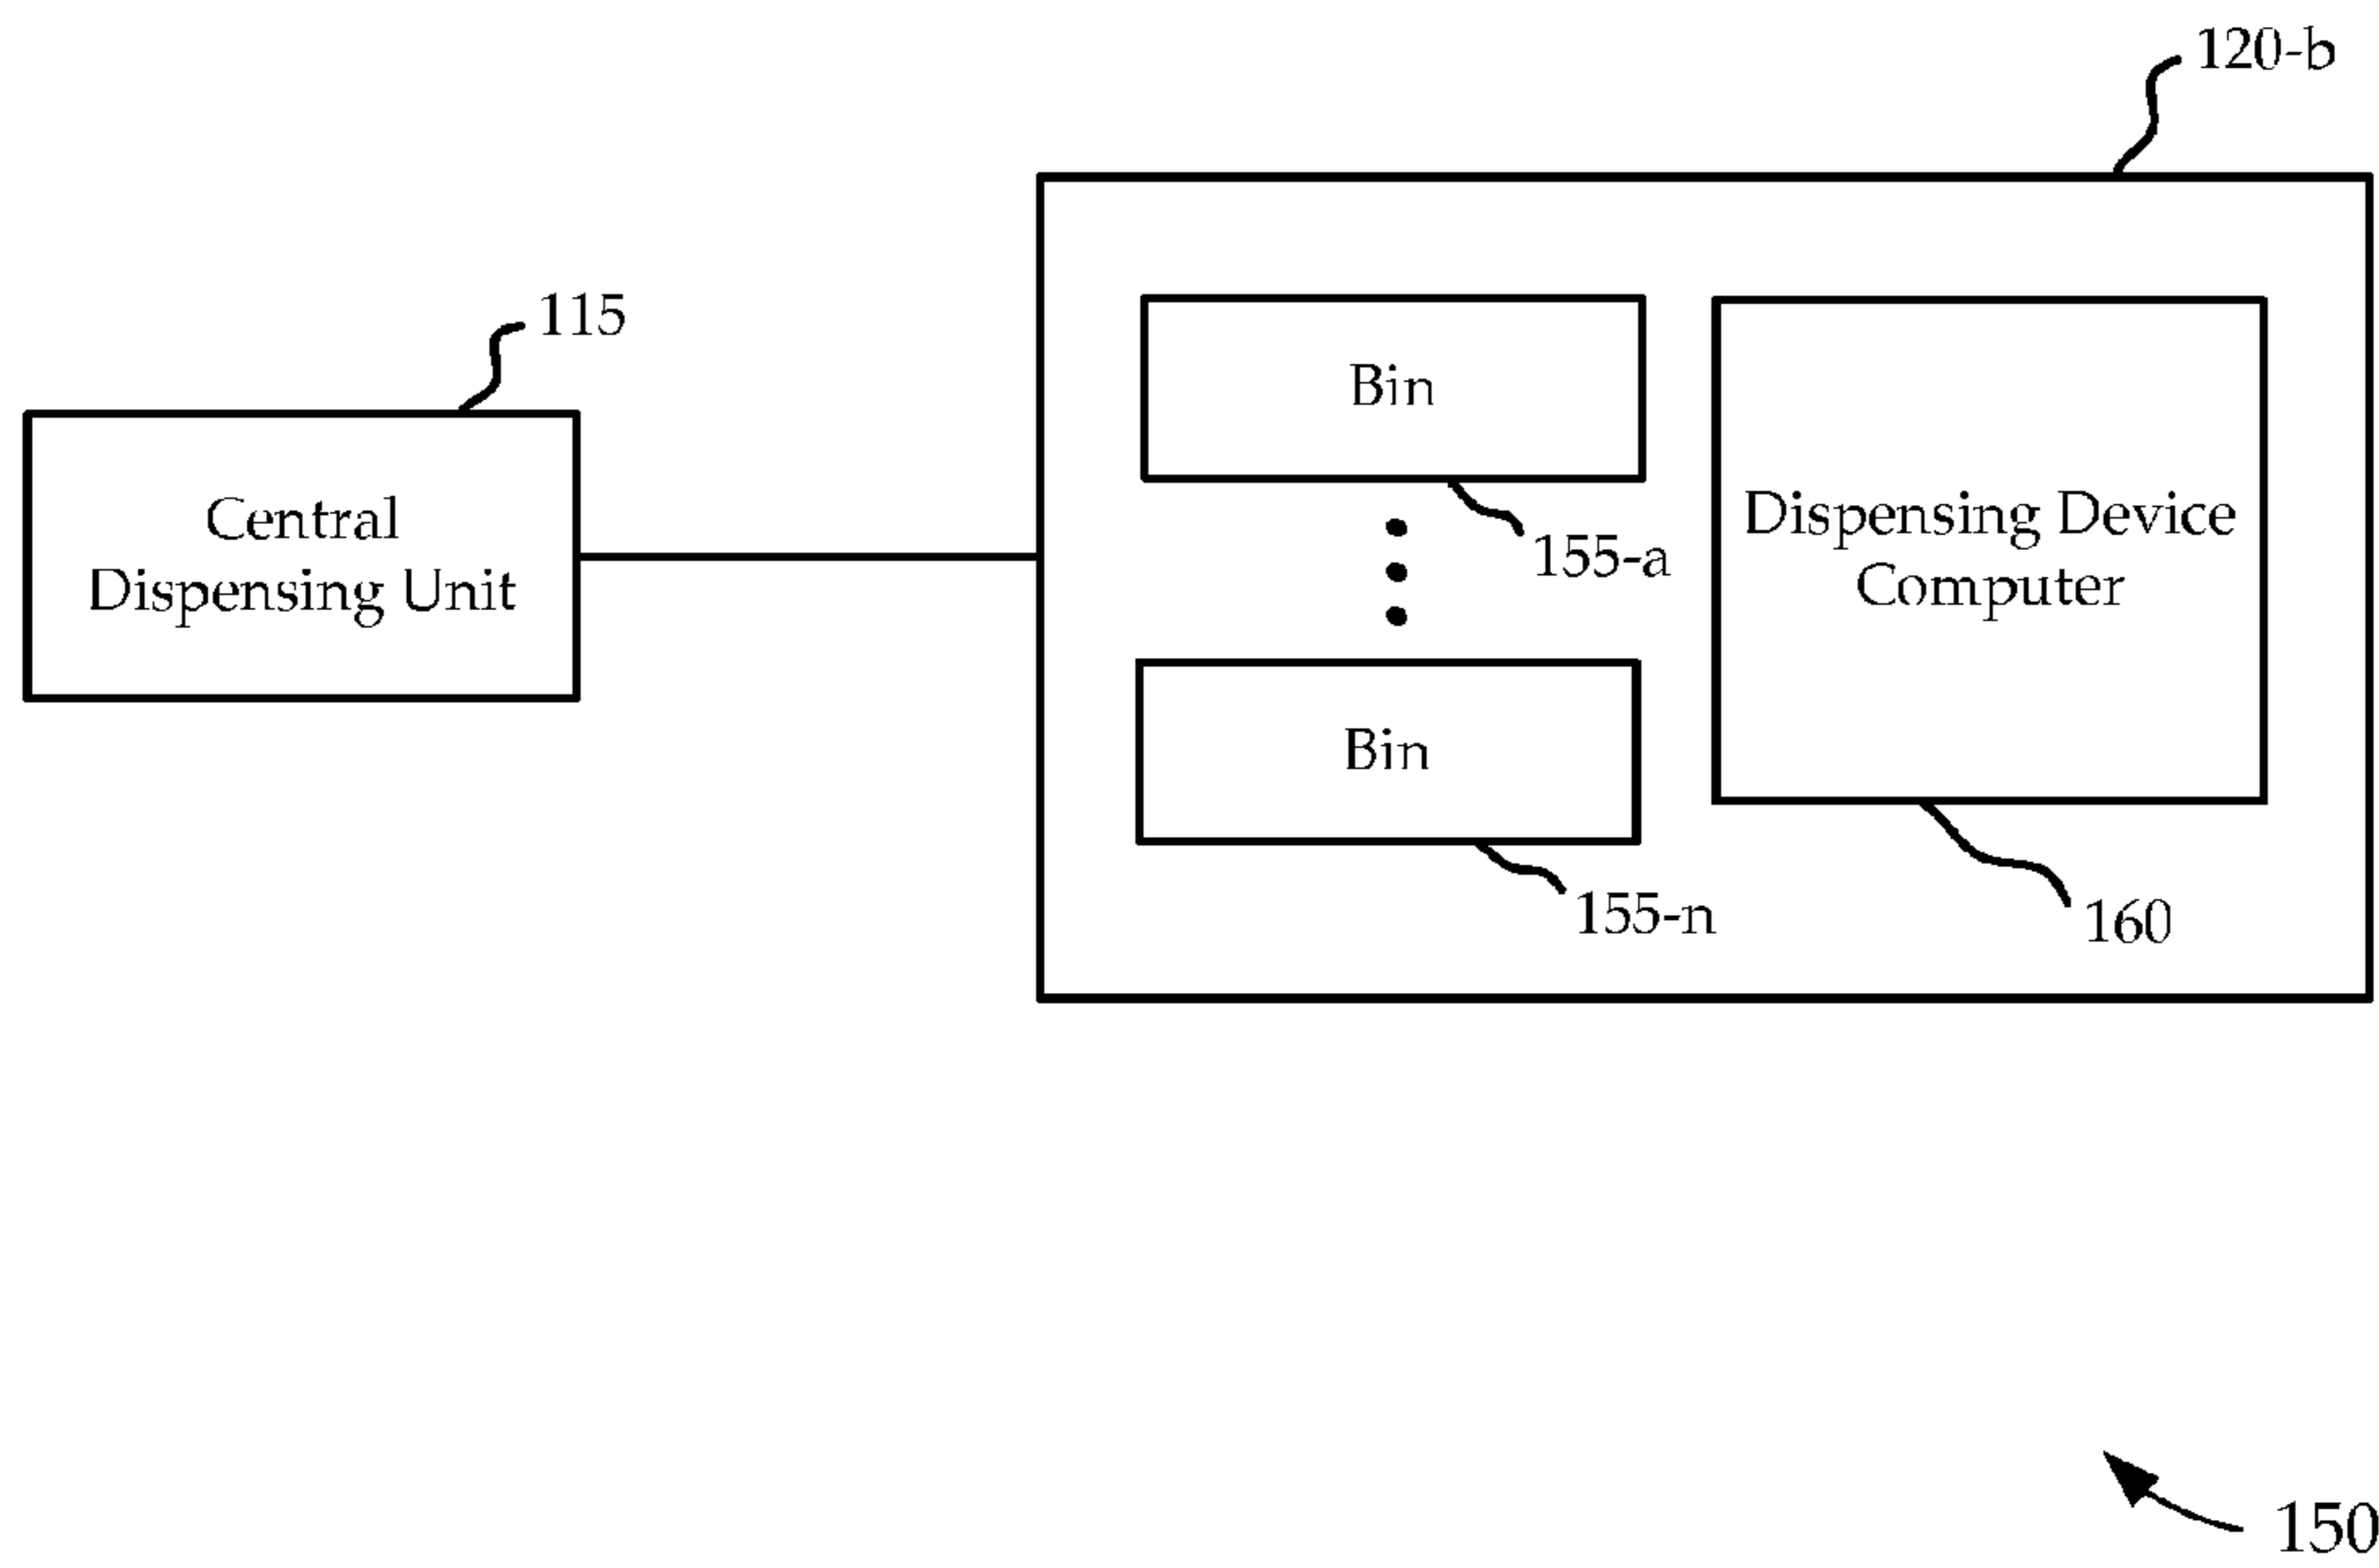 120-b
115
Bin
Central
Dispensing Unit
155-a
Dispensing Device
Computer
Bin
155-n
160
150